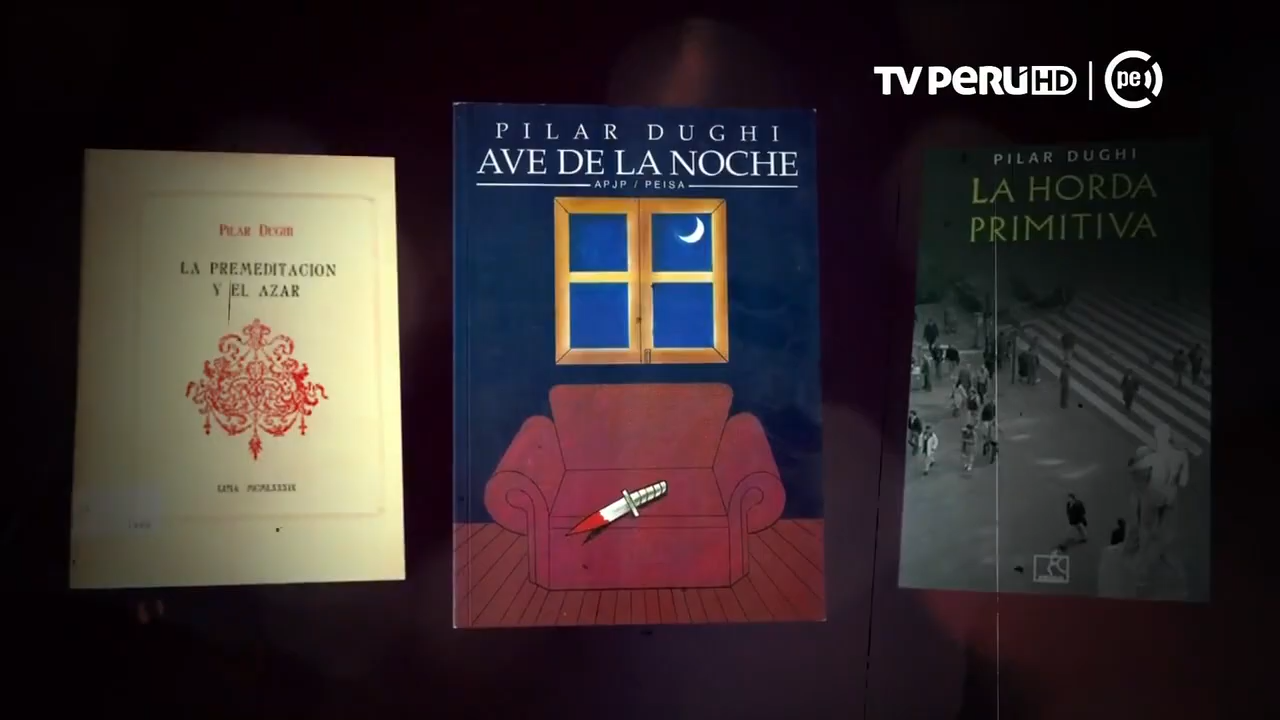 TV PERÚ HD
pe
PILAR DUGHI
LA PREMEDITACION
Y EL AZAR
LIMA MCMLXXXIX
PILAR DUGHI
AVE DE LA NOCHE
APJP / PEISA
PILAR DUGHI
LA HORDA
PRIMITIVA